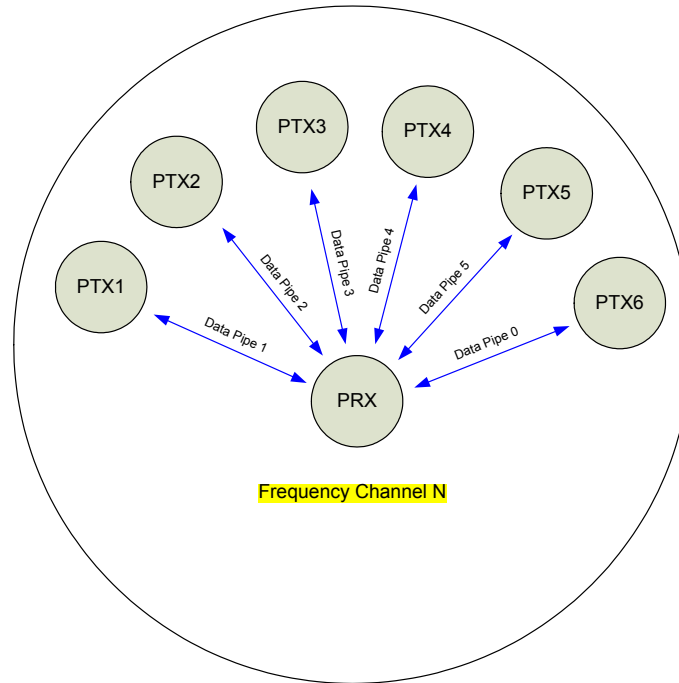 PTX3
PTX4
PTX2
PTX5
PTX1
PTX6
Data Pipe 1
Data Pipe 2
Data Pipe 3
Data Pipe 4
Data Pipe 5
Data Pipe 0
PRX
Frequency Channel N